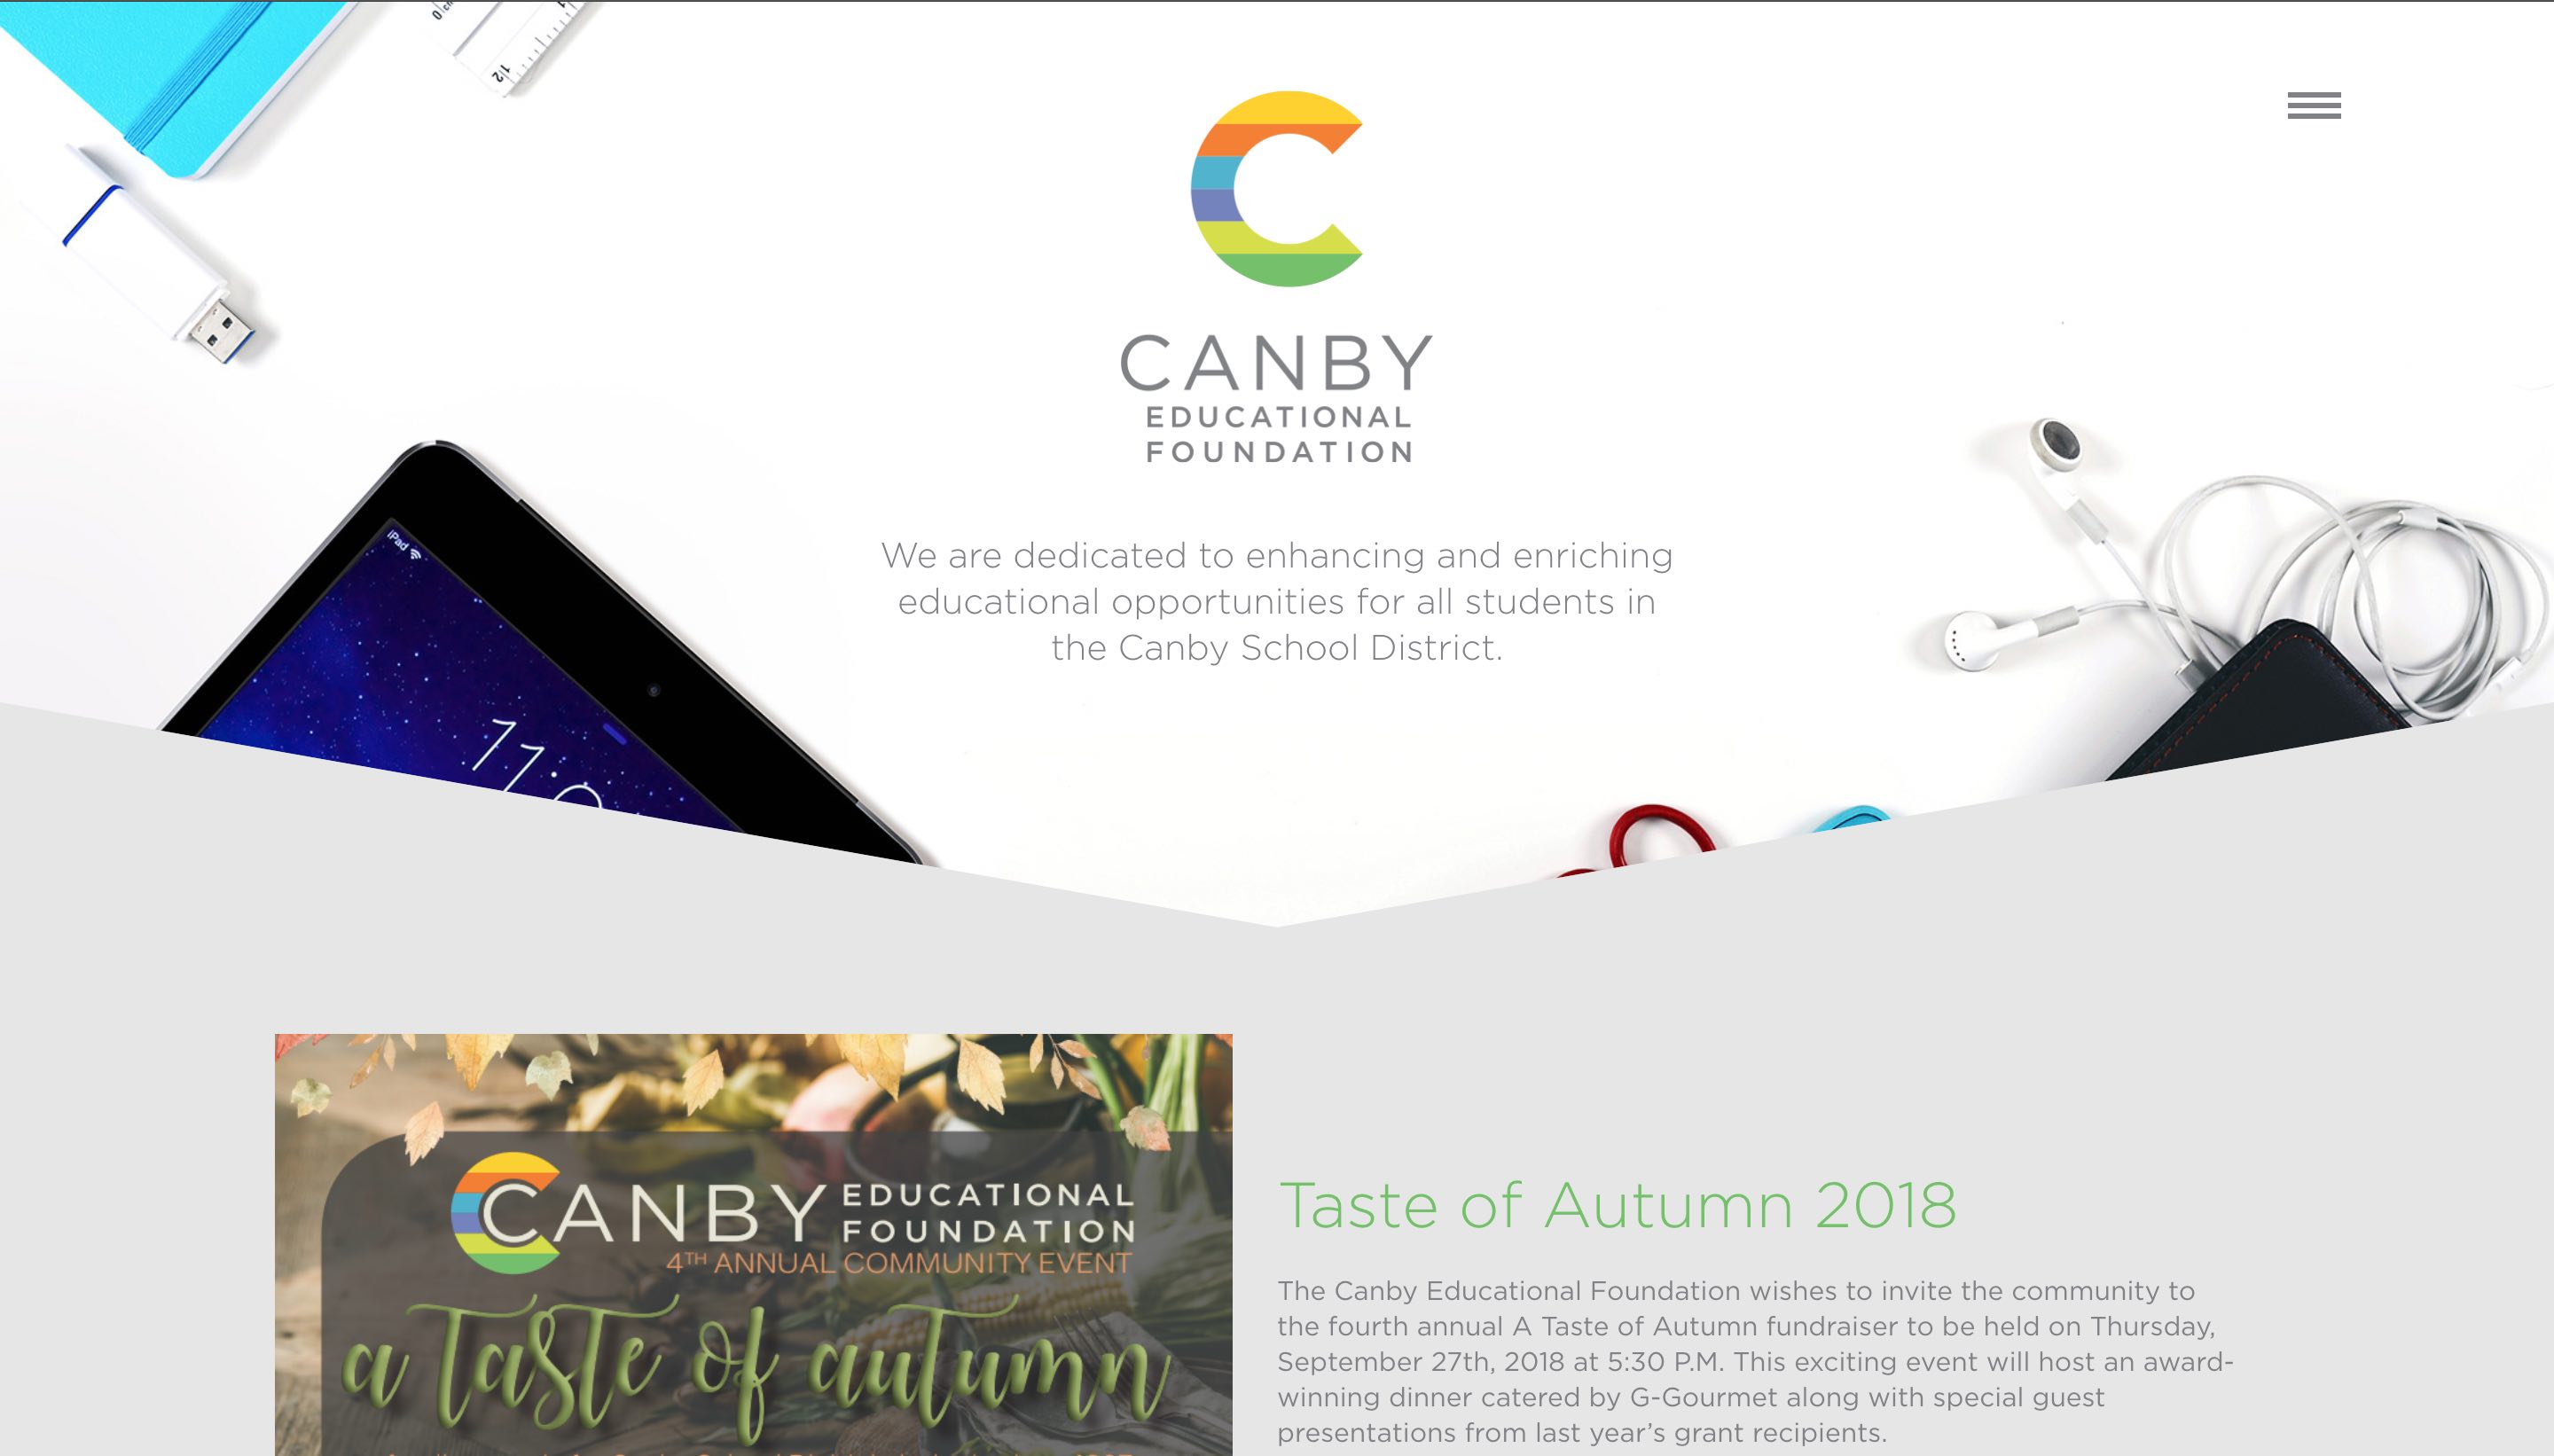 0 cm
12
iPad
CANBY
EDUCATIONAL
FOUNDATION
We are dedicated to enhancing and enriching
educational opportunities for all students in
the Canby School District.
CANBY EDUCATIONAL
FOUNDATION
4TH ANNUAL COMMUNITY EVENT
a taste of autumn
Taste of Autumn 2018
The Canby Educational Foundation wishes to invite the community to
the fourth annual A Taste of Autumn fundraiser to be held on Thursday,
September 27th, 2018 at 5:30 P.M. This exciting event will host an award-
winning dinner catered by G-Gourmet along with special guest
presentations from last year’s grant recipients.